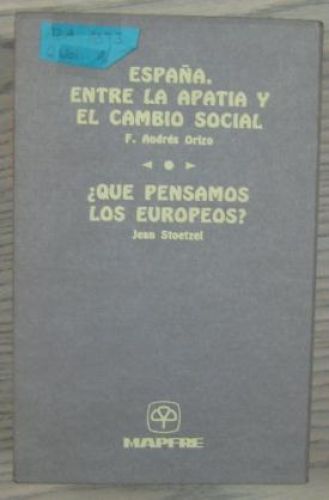 ESPAÑA.
ENTRE LA APATIA Y
EL CAMBIO SOCIAL
F. Andrés Orizo
¿QUE PENSAMOS
LOS EUROPEOS?
Jean Stoetzel
MAPFRE